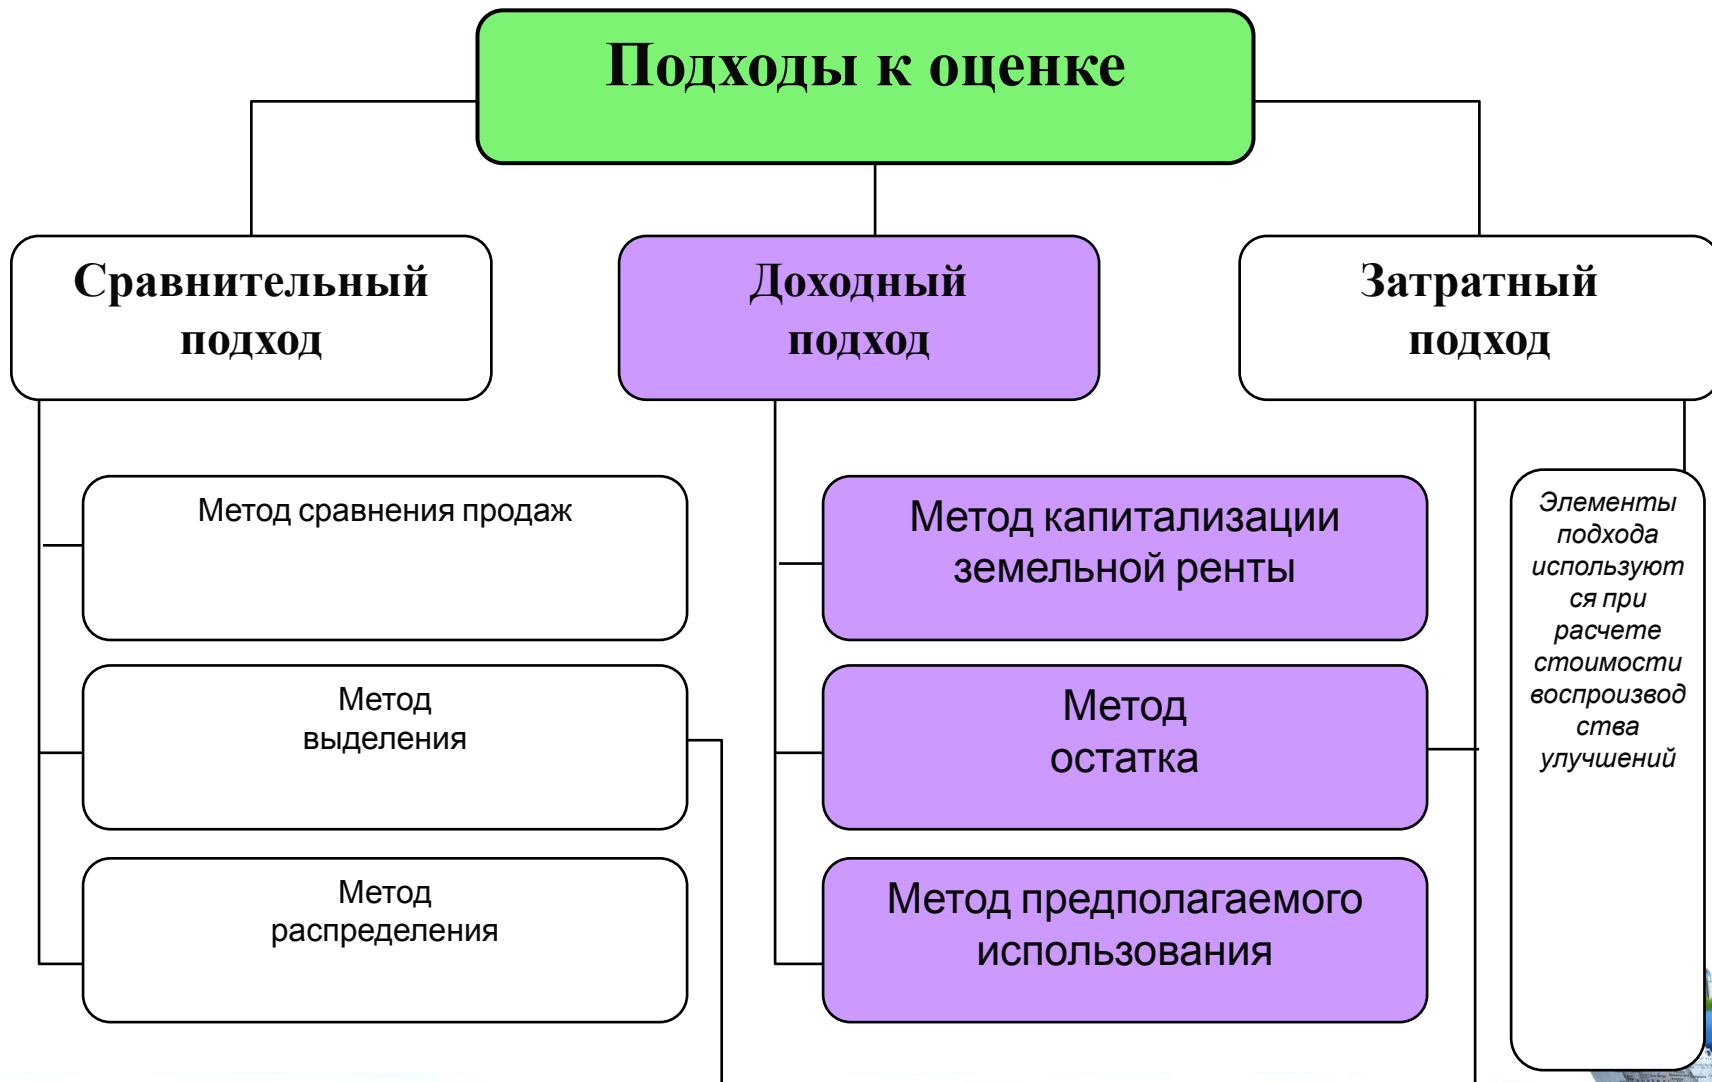 Подходы к оценке
Сравнительный
подход
Доходный
подход
Затратный
подход
Метод сравнения продаж
Метод
выделения
Метод
распределения
Метод капитализации
земельной ренты
Метод
остатка
Метод предполагаемого
использования
Элементы
подхода
используют
ся при
расчете
стоимости
воспроизвод
ства
улучшений